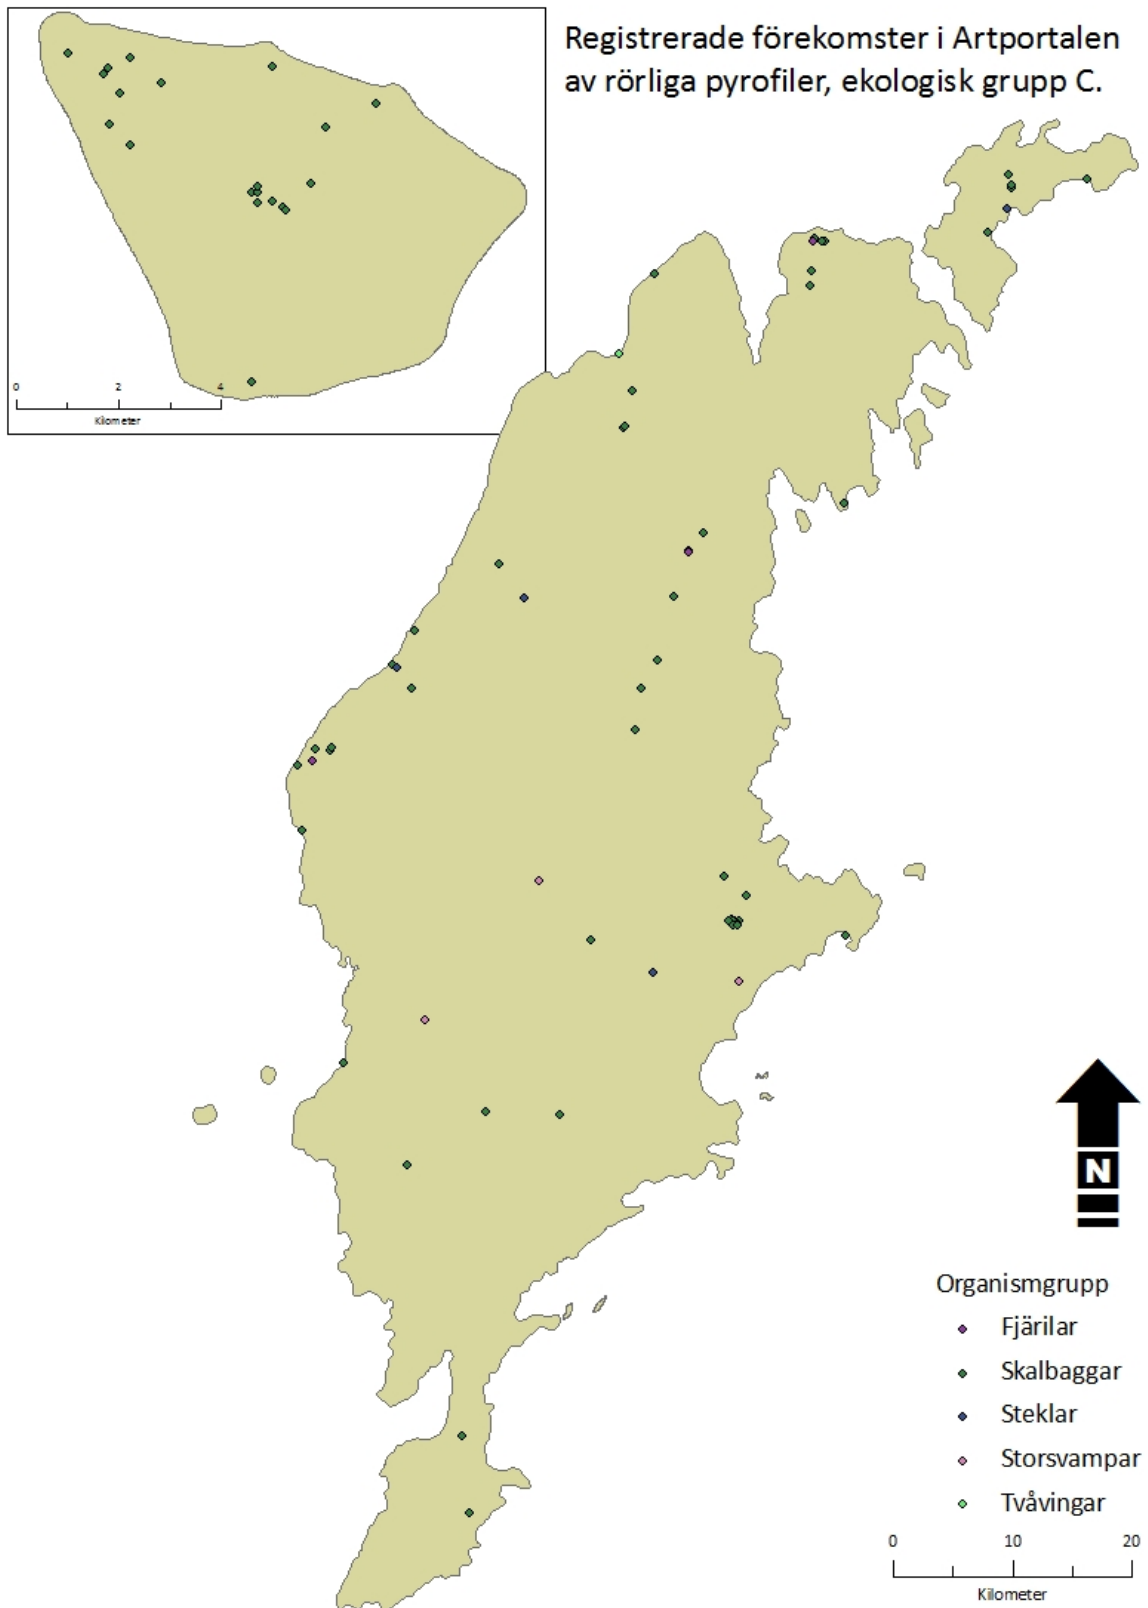 Registrerade förekomster i Artportalen
av rörliga pyrofiler, ekologisk grupp C.
0 2 4
Kilometer
N
Organismgrupp
Fjärilar
Skalbaggar
Steklar
Storsvampar
Tvåvingar
0 10 20
Kilometer